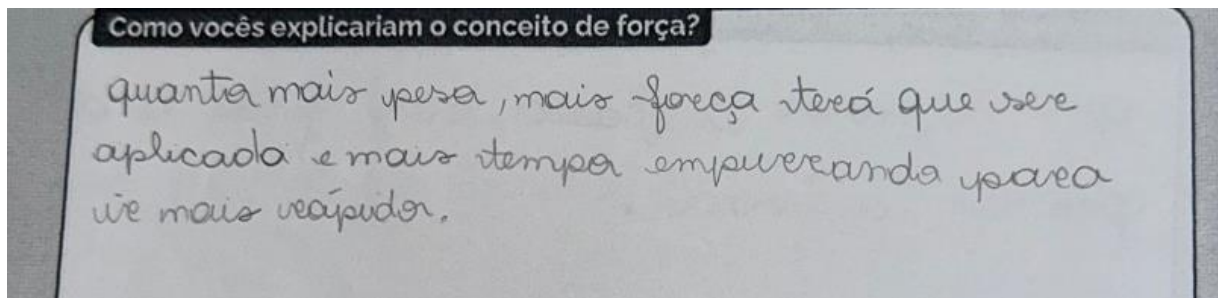 Como vocês explicariam o conceito de força?
quanto mais peso, mais força terá que ser
aplicada e mais tempo empurrando para
ir mais rápido.